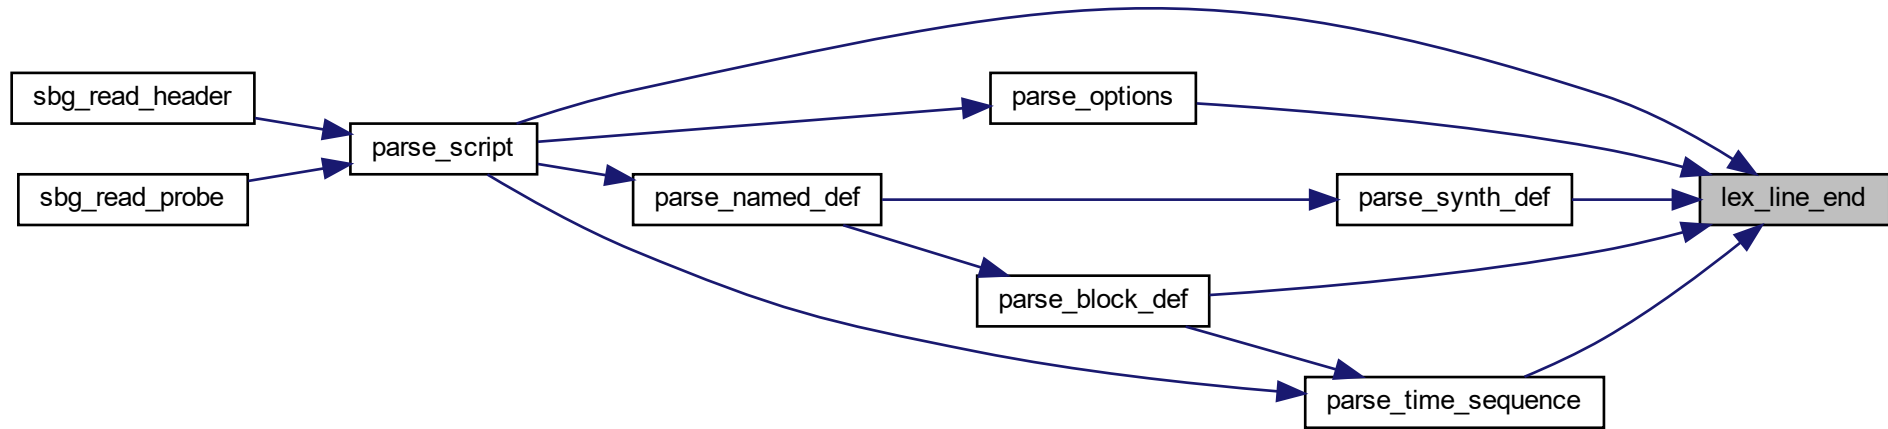 sbg_read_header
sbg_read_probe
parse_script
parse_options
parse_named_def
parse_block_def
parse_synth_def
parse_time_sequence
lex_line_end